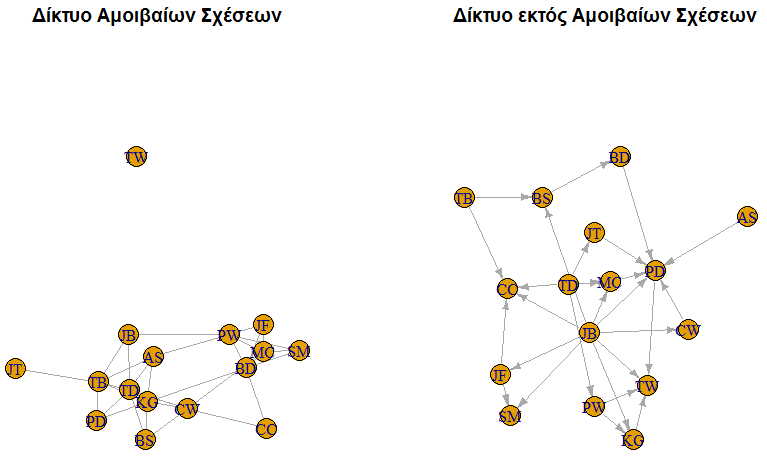 Δίκτυο Αμοιβαίων Σχέσεων
TW
JB
JF
PW
AS
MC
SM
JT
BD
TB
TD
KG
CW
PD
CC
BS
Δίκτυο εκτός Αμοιβαίων Σχέσεων
BD
TB
BS
AS
JT
PD
TD
MC
CC
JB
CW
JF
TW
PW
SM
KG